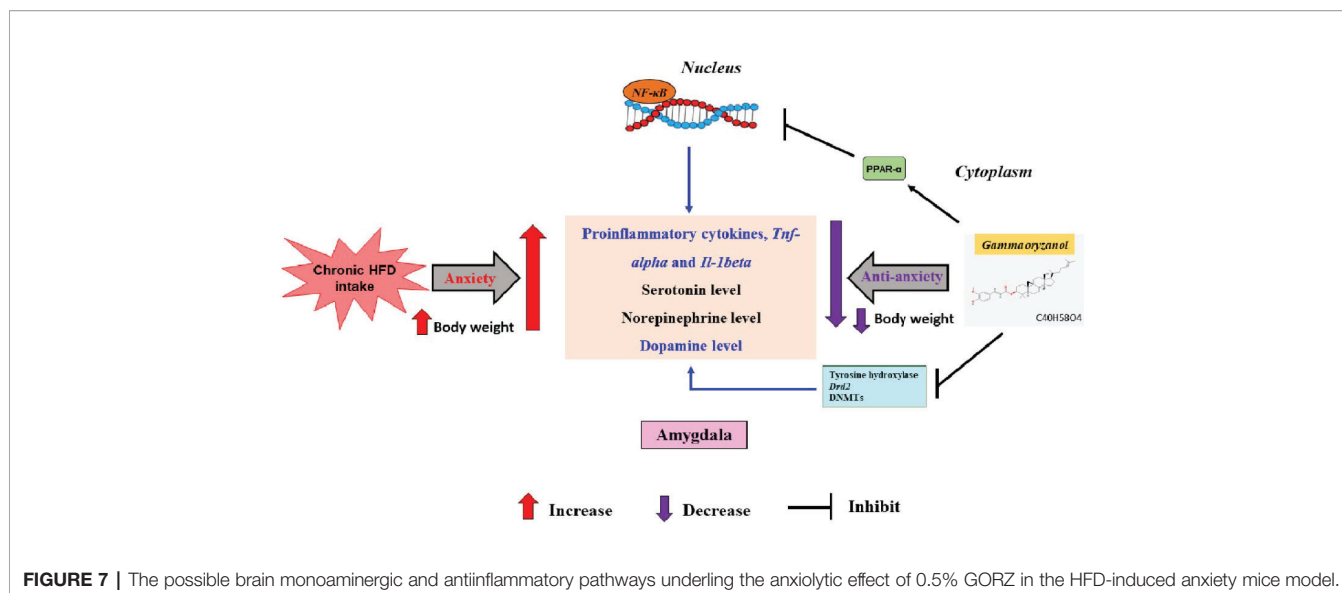 Nucleus
NF-κB
PPAR-α
Cytoplasm
Gammaoryzanol
C40H58O4
Chronic HFD
intake
Anxiety
Body weight
Proinflammatory cytokines, Tnf-
alpha and Il-1beta
Serotonin level
Norepinephrine level
Dopamine level
Anti-anxiety
Body weight
Tyrosine hydroxylase
Drd2
DNMTs
Amygdala
Increase
Decrease
Inhibit
FIGURE 7 | The possible brain monoaminergic and antiinflammatory pathways underling the anxiolytic effect of 0.5% GORZ in the HFD-induced anxiety mice model.